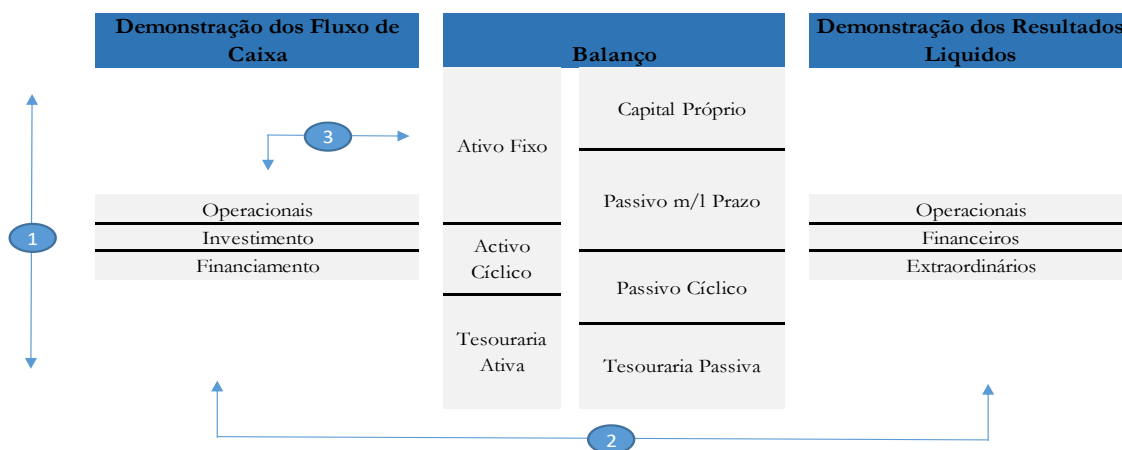 Demonstração dos Fluxo de
Caixa
Balanço
Demonstração dos Resultados
Liquidos
Capital Próprio
3
Ativo Fixo
Passivo m/l Prazo
Operacionais
Operacionais
1
Investimento
Activo
Cíclico
Financeiros
Financiamento
Extraordinários
Passivo Cíclico
Tesouraria
Ativa
Tesouraria Passiva
2